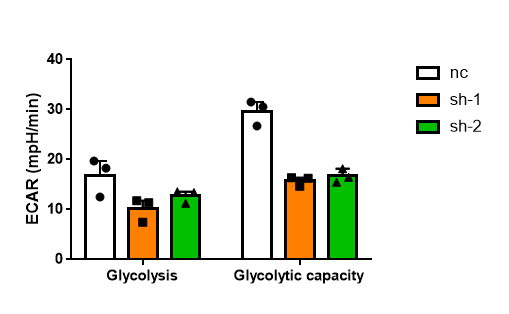 40
30
20
10
0
ECAR (mpH/min)
Glycolysis
Glycolytic capacity
nc
sh-1
sh-2